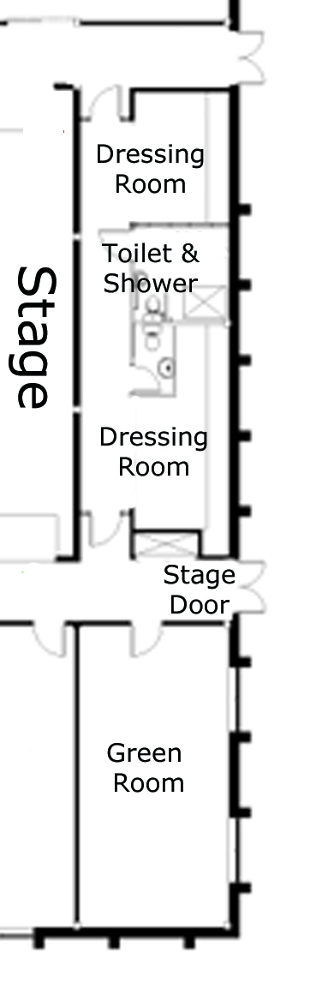 Dressing
Room
Toilet &
Shower
Stage
Dressing
Room
Stage
Door
Green
Room